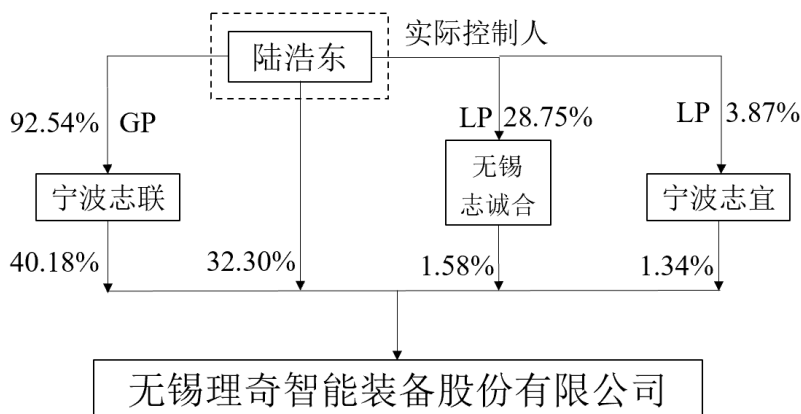 实际控制人
陆浩东
92.54% GP
LP 28.75%
LP 3.87%
宁波志联
无锡
志诚合
宁波志宜
40.18%
32.30%
1.58%
1.34%
无锡理奇智能装备股份有限公司